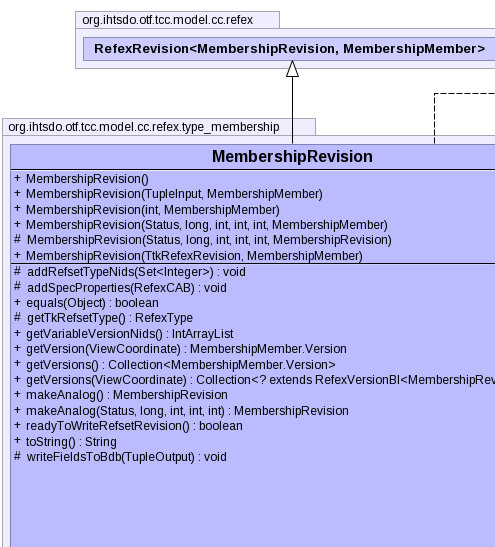 org.ihtsdo.otf.tcc.model.cc.refex
RefexRevision<MembershipRevision, MembershipMember>
org.ihtsdo.otf.tcc.model.cc.refex.type_membership
MembershipRevision
+ MembershipRevision()
+ MembershipRevision(TupleInput, MembershipMember)
+ MembershipRevision(int, MembershipMember)
+ MembershipRevision(Status, long, int, int, int, MembershipMember)
# MembershipRevision(Status, long, int, int, int, MembershipRevision)
+ MembershipRevision(TtkRefexRevision, MembershipMember)
# addRefsetTypeNids(Set<Integer>) : void
# addSpecProperties(RefexCAB) : void
+ equals(Object) : boolean
# getTkRefsetType() : RefexType
+ getVariableVersionNids() : IntArrayList
+ getVersion(ViewCoordinate) : MembershipMember.Version
+ getVersions() : Collection<MembershipMember.Version>
+ getVersions(ViewCoordinate) : Collection<? extends RefexVersionBI<MembershipRev
+ makeAnalog() : MembershipRevision
+ makeAnalog(Status, long, int, int, int) : MembershipRevision
+ readyToWriteRefsetRevision() : boolean
+ toString() : String
# writeFieldsToBdb(TupleOutput) : void